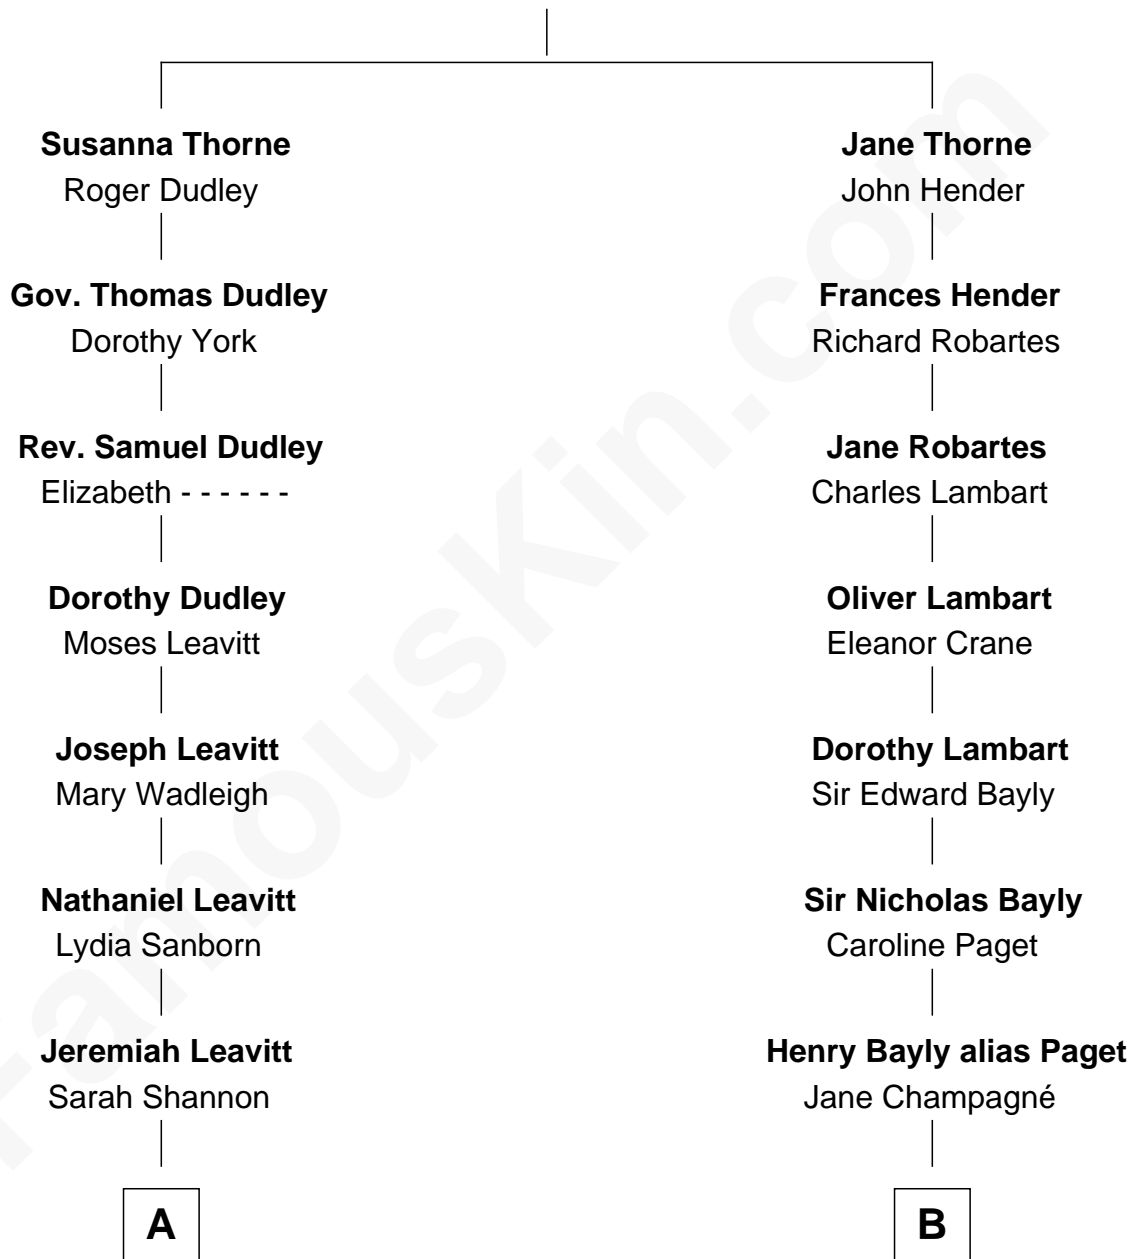 Susanna Thorne
Roger Dudley
Gov. Thomas Dudley
Dorothy York
Rev. Samuel Dudley
Elizabeth - - - - - -
Dorothy Dudley
Moses Leavitt
Joseph Leavitt
Mary Wadleigh
Nathaniel Leavitt
Lydia Sanborn
Jeremiah Leavitt
Sarah Shannon
A
Jane Thorne
John Hender
Frances Hender
Richard Robartes
Jane Robartes
Charles Lambart
Oliver Lambart
Eleanor Crane
Dorothy Lambart
Sir Edward Bayly
Sir Nicholas Bayly
Caroline Paget
Henry Bayly alias Paget
Jane Champagné
B
FamousKin.com